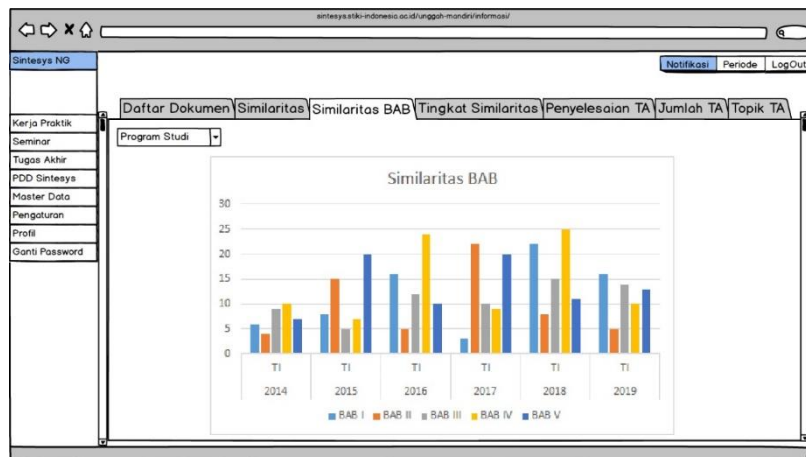 sintesys.stiki-indonesia.ac.id/unggah-mandiri/informasi/
Sintesys NG
Notifikasi Periode LogOut
Daftar Dokumen Similaritas Similaritas BAB Tingkat Similaritas Penyelesaian TA Jumlah TA Topik TA
Kerja Praktik
Seminar
Tugas Akhir
PDD Sintesys
Master Data
Pengaturan
Profil
Ganti Password
Program Studi
Similaritas BAB
30
25
20
15
10
5
0
TI TI TI TI TI TI
2014 2015 2016 2017 2018 2019
BAB I BAB II BAB III BAB IV BAB V